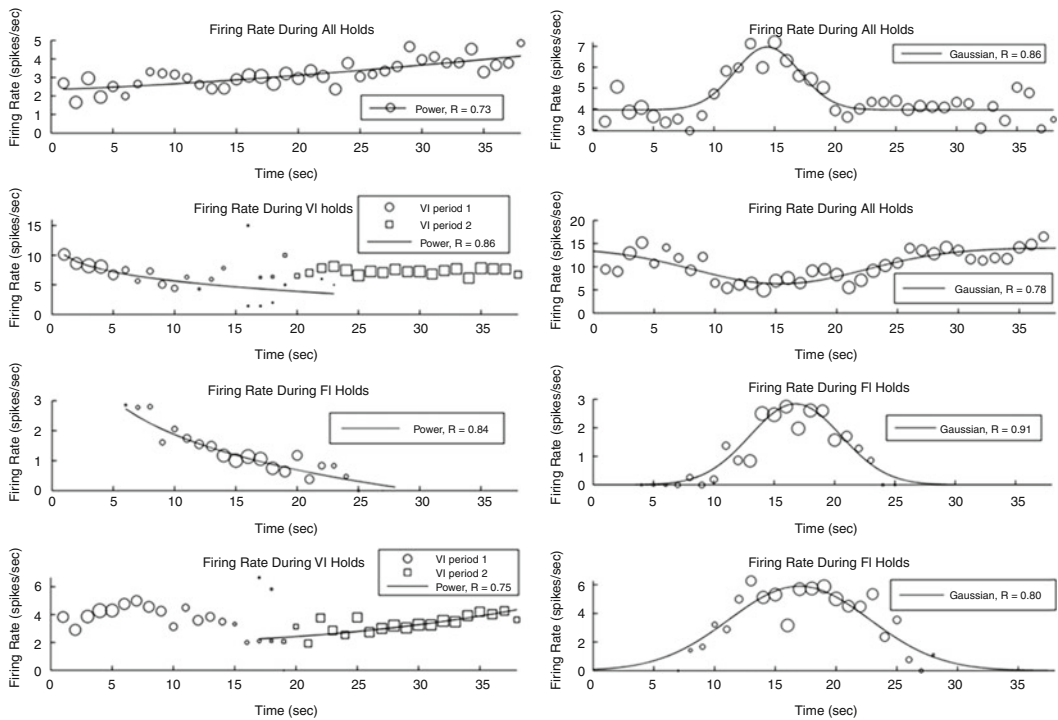 Firing Rate During All Holds
Firing Rate (spikes/sec)
5
4
3
2
1
0
Power, R = 0.73
0 5 10 15 20 25 30 35
Time (sec)
Firing Rate During VI holds
Firing Rate (spikes/sec)
15
10
5
0
VI period 1
VI period 2
Power, R = 0.86
0 5 10 15 20 25 30 35
Time (sec)
Firing Rate During FI Holds
Firing Rate (spikes/sec)
3
2
1
0
Power, R = 0.84
0 5 10 15 20 25 30 35
Time (sec)
Firing Rate During VI Holds
Firing Rate (spikes/sec)
6
4
2
0
VI period 1
VI period 2
Power, R = 0.75
0 5 10 15 20 25 30 35
Time (sec)
Firing Rate During All Holds
Firing Rate (spikes/sec)
7
6
5
4
3
Gaussian, R = 0.86
0 5 10 15 20 25 30 35
Time (sec)
Firing Rate During All Holds
Firing Rate (spikes/sec)
20
15
10
5
0
Gaussian, R = 0.78
0 5 10 15 20 25 30 35
Time (sec)
Firing Rate During FI Holds
Firing Rate (spikes/sec)
3
2
1
0
Gaussian, R = 0.91
0 5 10 15 20 25 30 35
Time (sec)
Firing Rate During FI Holds
Firing Rate (spikes/sec)
6
4
2
0
Gaussian, R = 0.80
0 5 10 15 20 25 30 35
Time (sec)